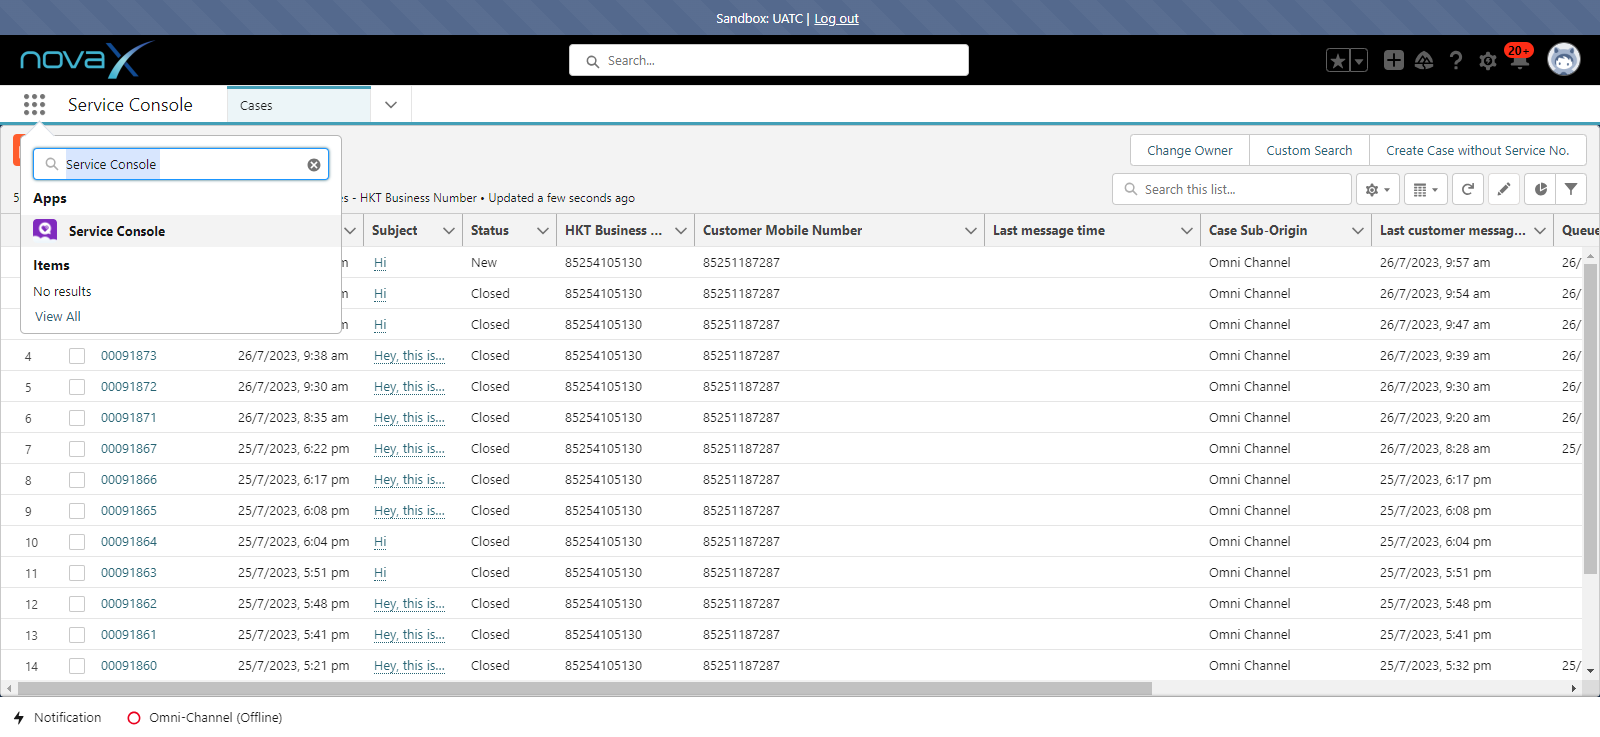 Sandbox: UATC | Log out
novaX
Search...
20+
Service Console
Cases
Service Console
Apps
Service Console
Items
No results
View All
Change Owner
Custom Search
Create Case without Service No.
5
- HKT Business Number • Updated a few seconds ago
Search this list...
Subject Status HKT Business ... Customer Mobile Number Last message time Case Sub-Origin Last customer messag... Queue
Hi New 85254105130 85251187287 Omni Channel 26/7/2023, 9:57 am 26/
Hi Closed 85254105130 85251187287 Omni Channel 26/7/2023, 9:54 am 26/
Hi Closed 85254105130 85251187287 Omni Channel 26/7/2023, 9:47 am 26/
4 00091873 26/7/2023, 9:38 am Hey, this is... Closed 85254105130 85251187287 Omni Channel 26/7/2023, 9:39 am 26/
5 00091872 26/7/2023, 9:30 am Hey, this is... Closed 85254105130 85251187287 Omni Channel 26/7/2023, 9:30 am 26/
6 00091871 26/7/2023, 8:35 am Hey, this is... Closed 85254105130 85251187287 Omni Channel 26/7/2023, 9:20 am 26/
7 00091867 25/7/2023, 6:22 pm Hey, this is... Closed 85254105130 85251187287 Omni Channel 26/7/2023, 8:28 am 25/
8 00091866 25/7/2023, 6:17 pm Hey, this is... Closed 85254105130 85251187287 Omni Channel 25/7/2023, 6:17 pm
9 00091865 25/7/2023, 6:08 pm Hey, this is... Closed 85254105130 85251187287 Omni Channel 25/7/2023, 6:08 pm
10 00091864 25/7/2023, 6:04 pm Hi Closed 85254105130 85251187287 Omni Channel 25/7/2023, 6:04 pm
11 00091863 25/7/2023, 5:51 pm Hi Closed 85254105130 85251187287 Omni Channel 25/7/2023, 5:51 pm
12 00091862 25/7/2023, 5:48 pm Hey, this is... Closed 85254105130 85251187287 Omni Channel 25/7/2023, 5:48 pm
13 00091861 25/7/2023, 5:41 pm Hey, this is... Closed 85254105130 85251187287 Omni Channel 25/7/2023, 5:41 pm
14 00091860 25/7/2023, 5:21 pm Hey, this is... Closed 85254105130 85251187287 Omni Channel 25/7/2023, 5:32 pm 25/
Notification Omni-Channel (Offline)